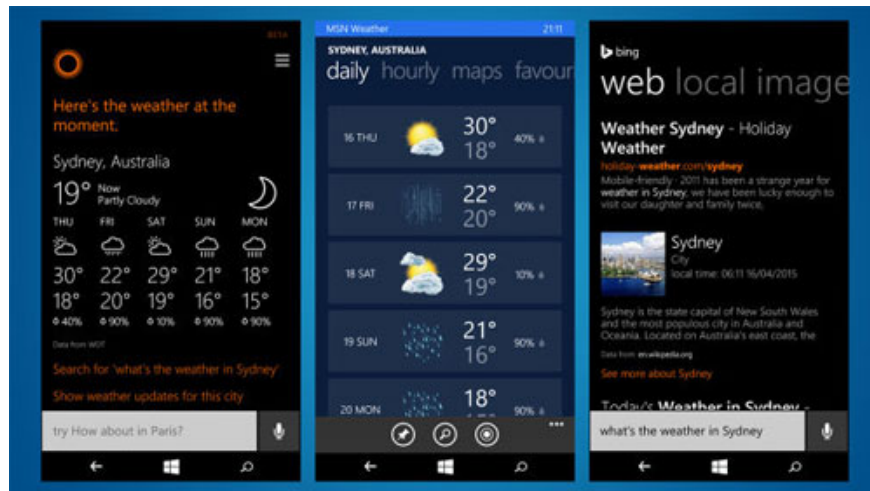 BETA
Here's the weather at the
moment.
Sydney, Australia
19° Now
Partly Cloudy
THU FRI SAT SUN MON
30° 22° 29° 21° 18°
18° 20° 19° 16° 15°
40% 90% 10% 90% 90%
Data from WDT
Search for 'what's the weather in Sydney'
Show weather updates for this city
try How about in Paris?
MSN Weather 21:11
SYDNEY, AUSTRALIA
daily hourly maps favour
16 THU 30° 18° 40%
17 FRI 22° 20° 90%
18 SAT 29° 19° 10%
19 SUN 21° 16° 90%
20 MON 18° 90%
bing
web local image
Weather Sydney - Holiday
Weather
holiday-weather.com/sydney
Mobile-friendly · 2011 has been a strange year for
weather in Sydney, we have been lucky enough to
visit our daughter and family twice,
Sydney
City
local time: 06:11 16/04/2015
Sydney is the state capital of New South Wales
and the most populous city in Australia and
Oceania. Located on Australia's east coast, the
Data from en.wikipedia.org
See more about Sydney
Today's Weather in Sydney -
what's the weather in Sydney